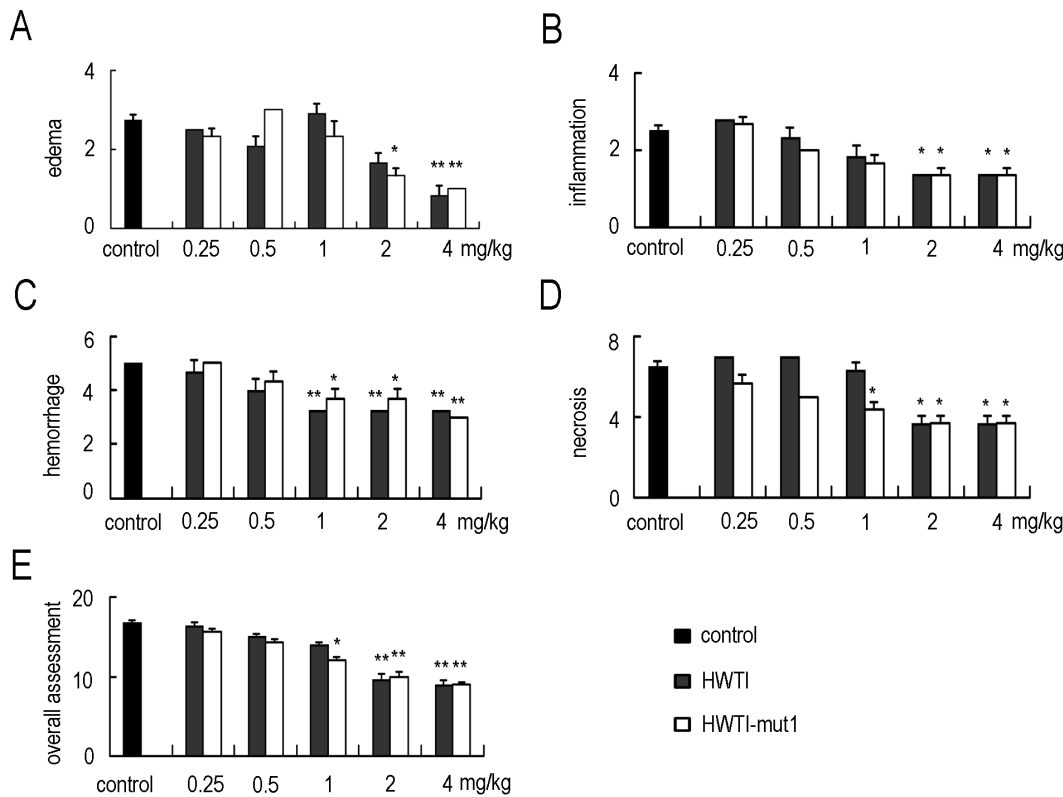 A
4
2
0
edema
* ** **
control 0.25 0.5 1 2 4 mg/kg
B
4
2
0
inflammation
* * * *
control 0.25 0.5 1 2 4 mg/kg
C
6
4
2
0
hemorrhage
** * ** * ** **
control 0.25 0.5 1 2 4 mg/kg
D
8
4
0
necrosis
* * * * *
control 0.25 0.5 1 2 4 mg/kg
E
20
10
0
overall assessment
* ** ** ** **
control 0.25 0.5 1 2 4 mg/kg
control
HWTI
HWTI-mut1